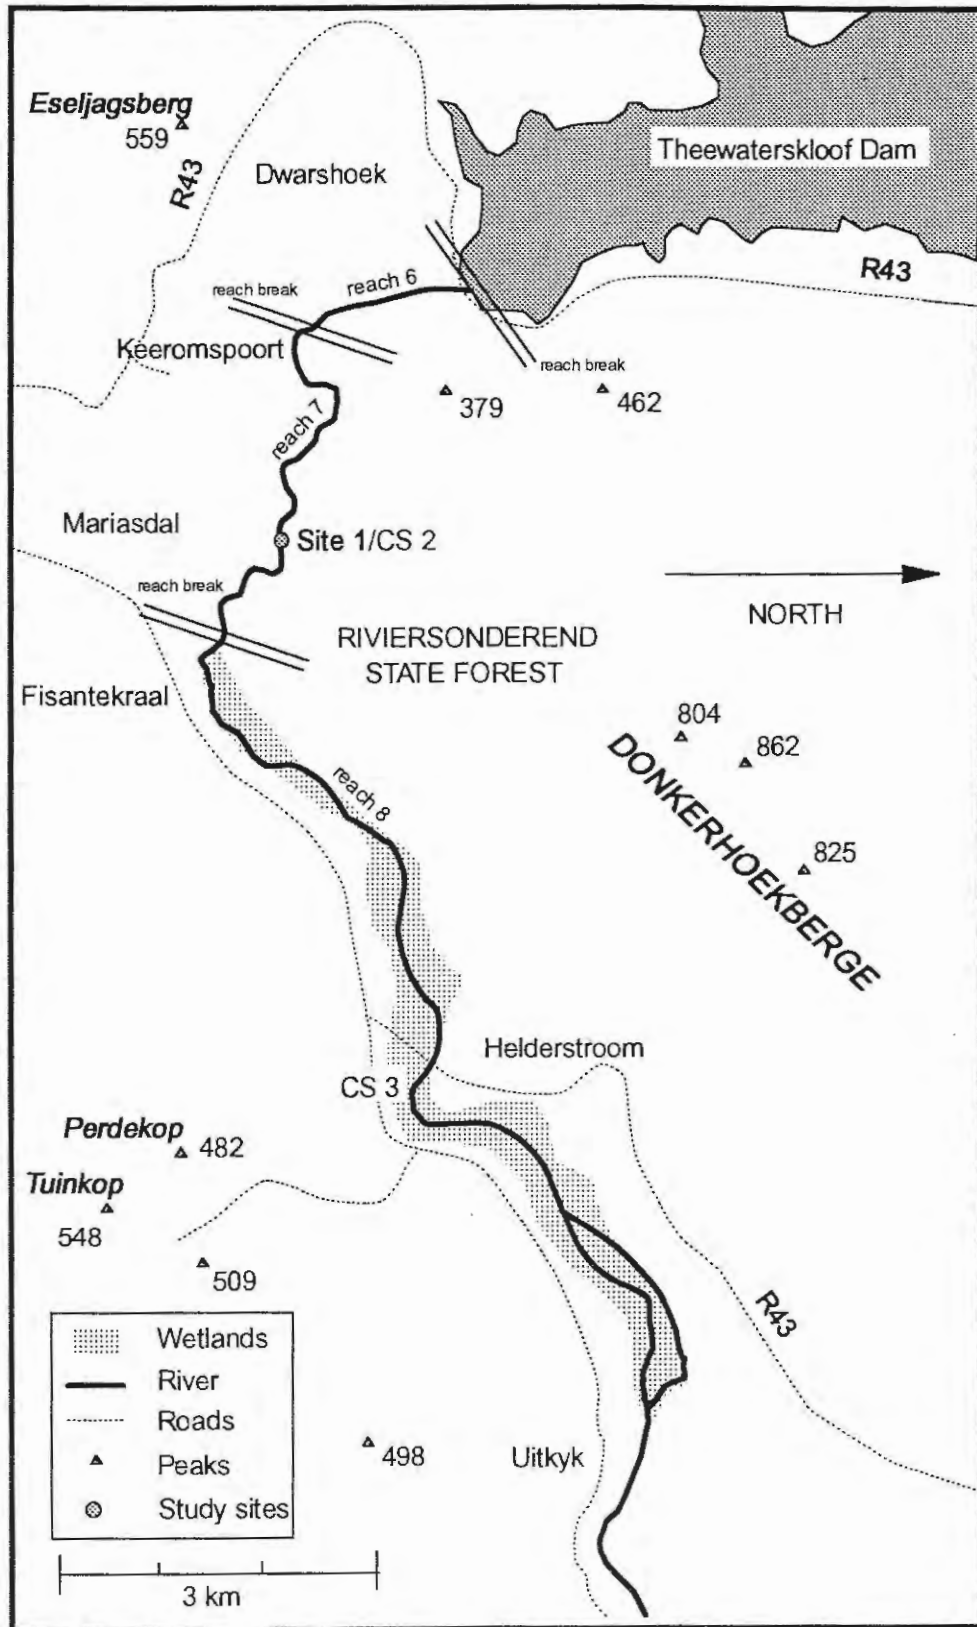 Eseljagsberg
559
R43
Dwarshoek
Theewaterskloof Dam
R43
reach 6
reach break
Keeromspoort
reach break
379
462
reach 7
Mariasdal
Site 1/CS 2
reach break
NORTH
RIVIERSONDEREND
STATE FOREST
Fisantekraal
804
862
DONKERHOEKBERGE
825
reach 8
Helderstroom
CS 3
Perdekop
482
Tuinkop
548
509
R43
Wetlands
River
Roads
Peaks
Study sites
498
Uitkyk
3 km